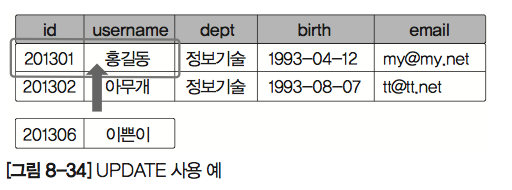 id username dept birth email
201301 홍길동 정보기술 1993-04-12 my@my.net
201302 아무개 정보기술 1993-08-07 tt@tt.net
201306 이쁜이
[그림 8-34] UPDATE 사용 예